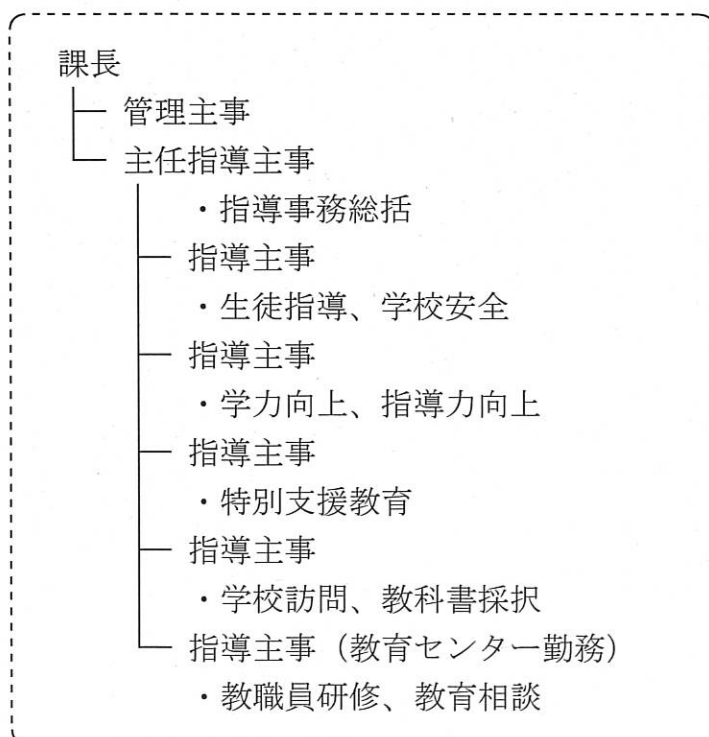 課長
管理主事
主任指導主事
・指導事務総括
指導主事
・生徒指導、学校安全
指導主事
・学力向上、指導力向上
指導主事
・特別支援教育
指導主事
・学校訪問、教科書採択
指導主事（教育センター勤務）
・教職員研修、教育相談